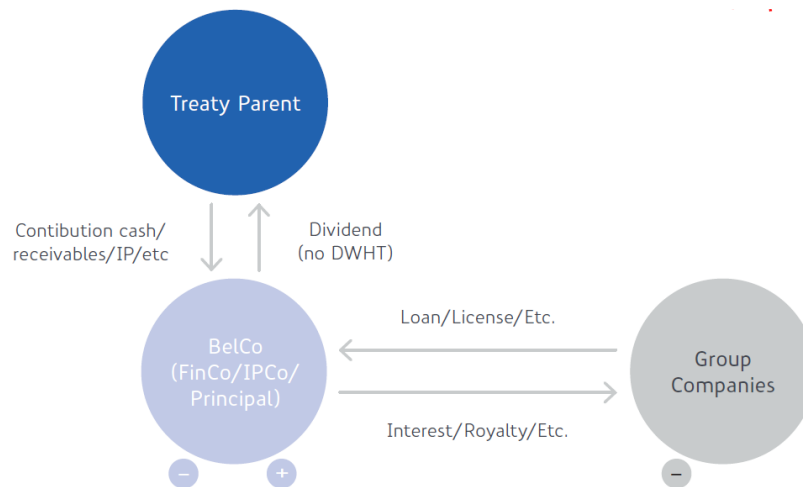 Treaty Parent
Contibution cash/
receivables/IP/etc
Dividend
(no DWHT)
BelCo
(FinCo/IPCo/
Principal)
Loan/License/Etc.
Interest/Royalty/Etc.
Group
Companies
−
+
−